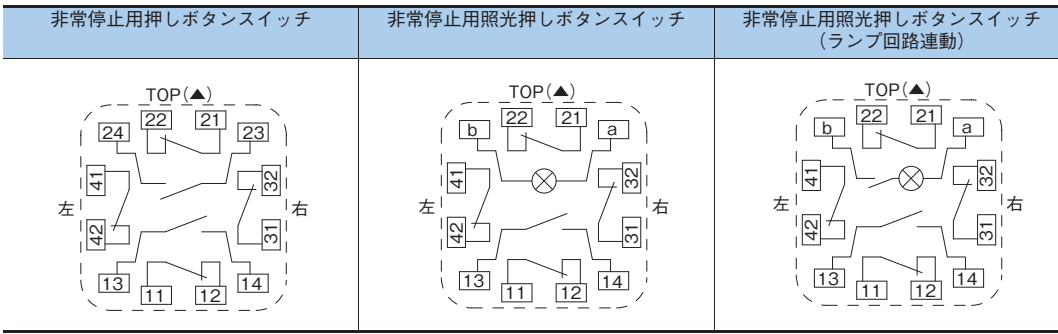 非常停止用押しボタンスイッチ
非常停止用照光押しボタンスイッチ
非常停止用照光押しボタンスイッチ
(ランプ回路連動)
TOP(▲)
24 22 21 23
41 32
左 右
42 31
13 11 12 14
TOP(▲)
b 22 21 a
41 32
左 右
42 31
13 11 12 14
TOP(▲)
b 22 21 a
41 32
左 右
42 31
13 11 12 14